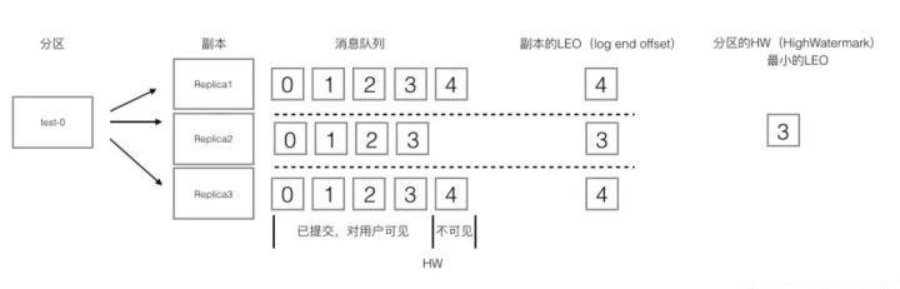 分区
副本
消息队列
副本的LEO（log end offset）
分区的HW（HighWatermark）
最小的LEO
test-0
Replica1
0 1 2 3 4
4
Replica2
0 1 2 3
3
3
Replica3
0 1 2 3 4
4
已提交，对用户可见
不可见
HW